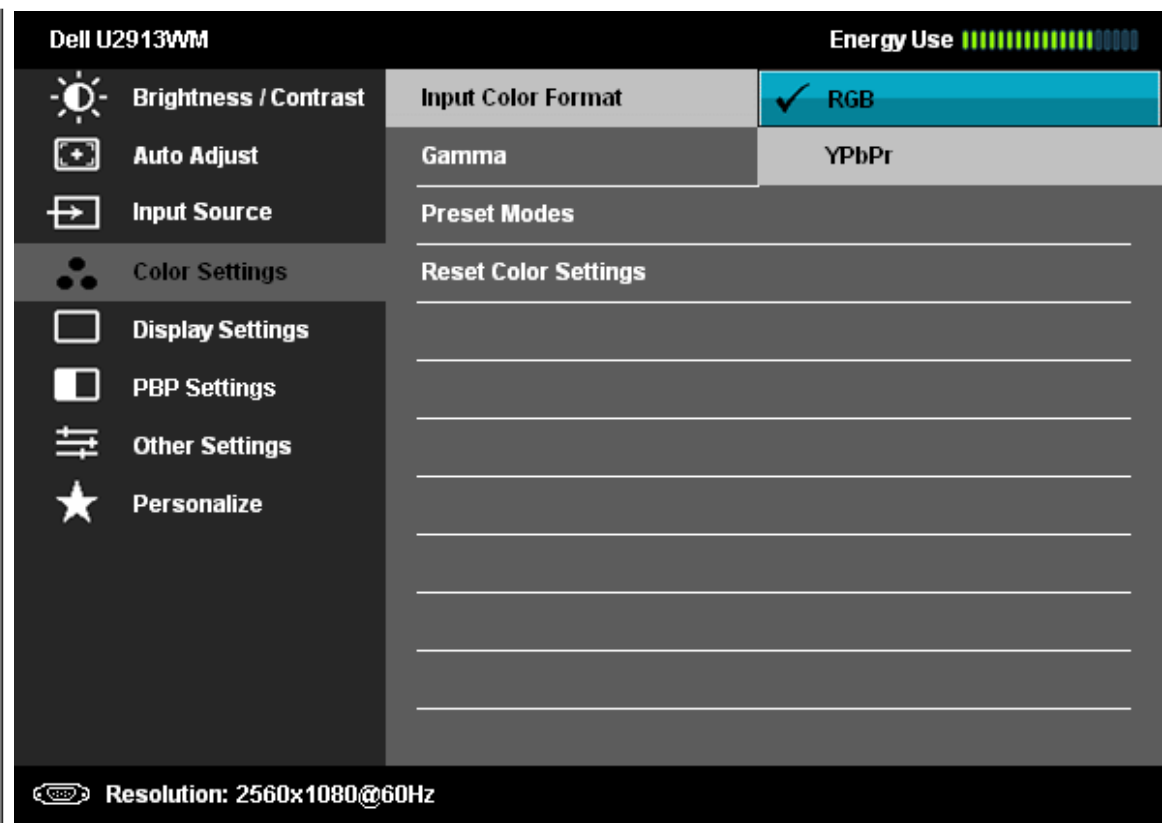 Dell U2913WM Energy Use
Brightness / Contrast Input Color Format RGB
Auto Adjust Gamma YPbPr
Input Source Preset Modes
Color Settings Reset Color Settings
Display Settings
PBP Settings
Other Settings
Personalize
Resolution: 2560x1080@60Hz